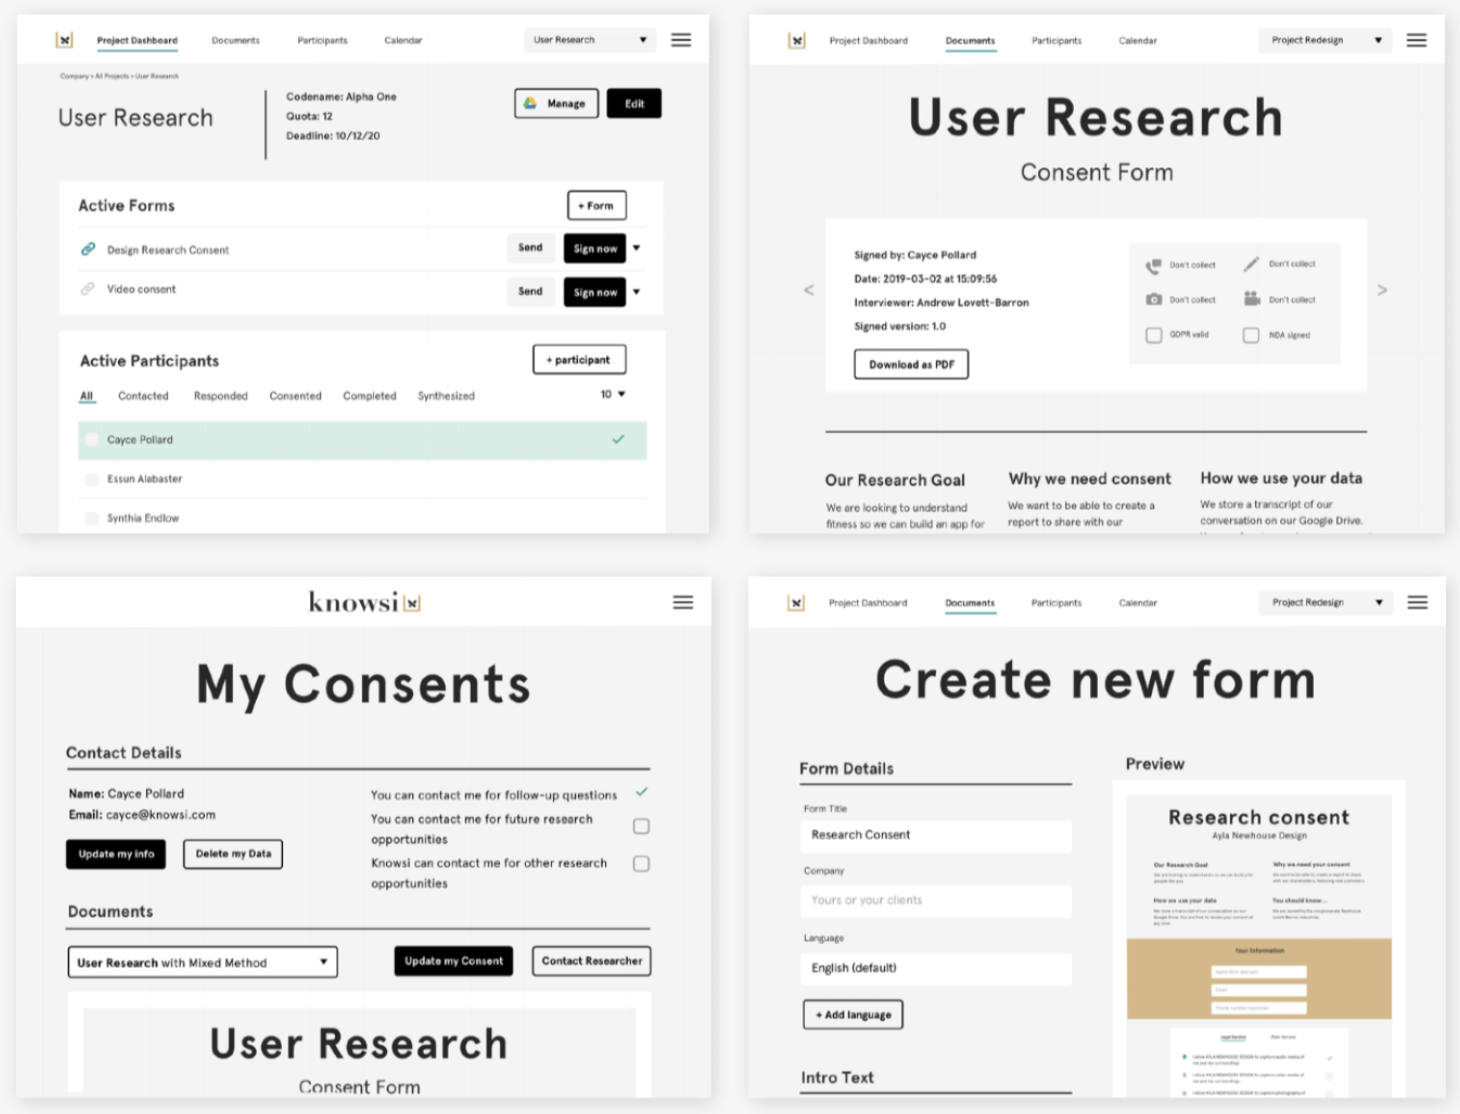 Project Dashboard Documents Participants Calendar User Research
Company > All Projects > User Research
User Research
Codename: Alpha One
Quota: 12
Deadline: 10/12/20
Manage Edit
Active Forms + Form
Design Research Consent Send Sign now
Video consent Send Sign now
Active Participants + participant
All Contacted Responded Consented Completed Synthesized 10
Cayce Pollard
Essun Alabaster
Synthia Endlow
Project Dashboard Documents Participants Calendar Project Redesign
User Research
Consent Form
Signed by: Cayce Pollard
Date: 2019-03-02 at 15:09:56
Interviewer: Andrew Lovett-Barron
Signed version: 1.0
Download as PDF
Don't collect Don't collect
Don't collect Don't collect
GDPR valid NDA signed
< >
Our Research Goal
We are looking to understand
fitness so we can build an app for
Why we need consent
We want to be able to create a
report to share with our
How we use your data
We store a transcript of our
conversation on our Google Drive.
knowsi
My Consents
Contact Details
Name: Cayce Pollard
Email: cayce@knowsi.com
Update my info Delete my Data
You can contact me for follow-up questions
You can contact me for future research
opportunities
Knowsi can contact me for other research
opportunities
Documents
User Research with Mixed Method Update my Consent Contact Researcher
User Research
Consent Form
Project Dashboard Documents Participants Calendar Project Redesign
Create new form
Form Details
Form Title
Research Consent
Company
Yours or your clients
Language
English (default)
+ Add language
Intro Text
Preview
Research consent
Ayla Newhouse Design
Our Research Goal
Why we need your consent
How we use your data
You should know...
Your Information
Email
Legal Version Plain Version